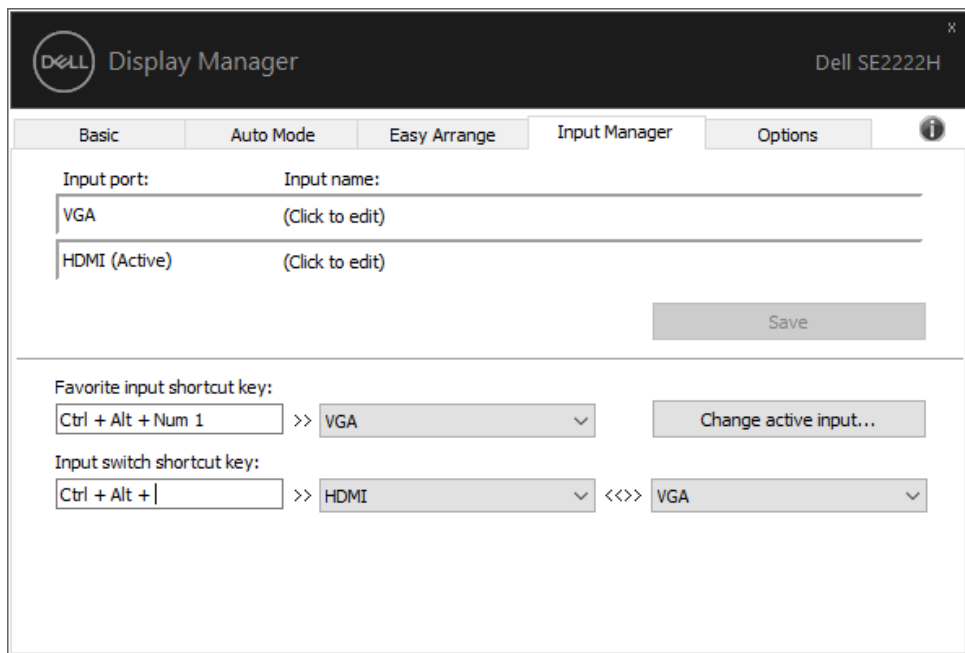 x
DELL Display Manager Dell SE2222H
Basic Auto Mode Easy Arrange Input Manager Options i
Input port: Input name:
VGA (Click to edit)
HDMI (Active) (Click to edit)
Save
Favorite input shortcut key:
Ctrl + Alt + Num 1 >> VGA Change active input...
Input switch shortcut key:
Ctrl + Alt + >> HDMI <<>> VGA